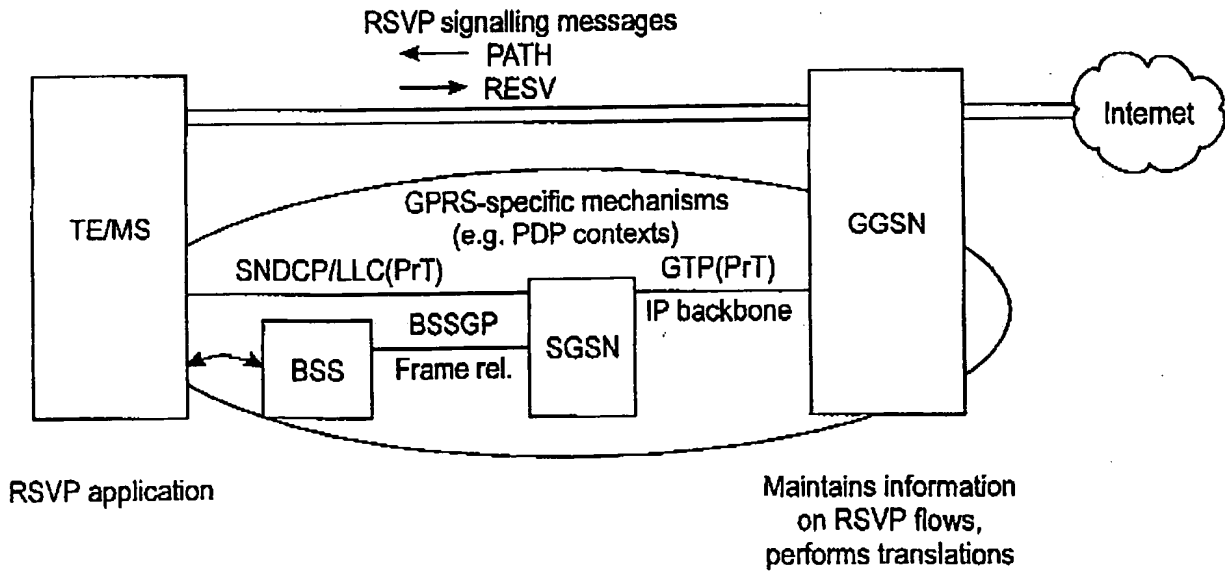 RSVP signalling messages
PATH
RESV
Internet
TE/MS
GPRS-specific mechanisms
(e.g. PDP contexts)
GGSN
SNDCP/LLC(PrT)
GTP(PrT)
IP backbone
BSSGP
SGSN
BSS
Frame rel.
RSVP application
Maintains information
on RSVP flows,
performs translations